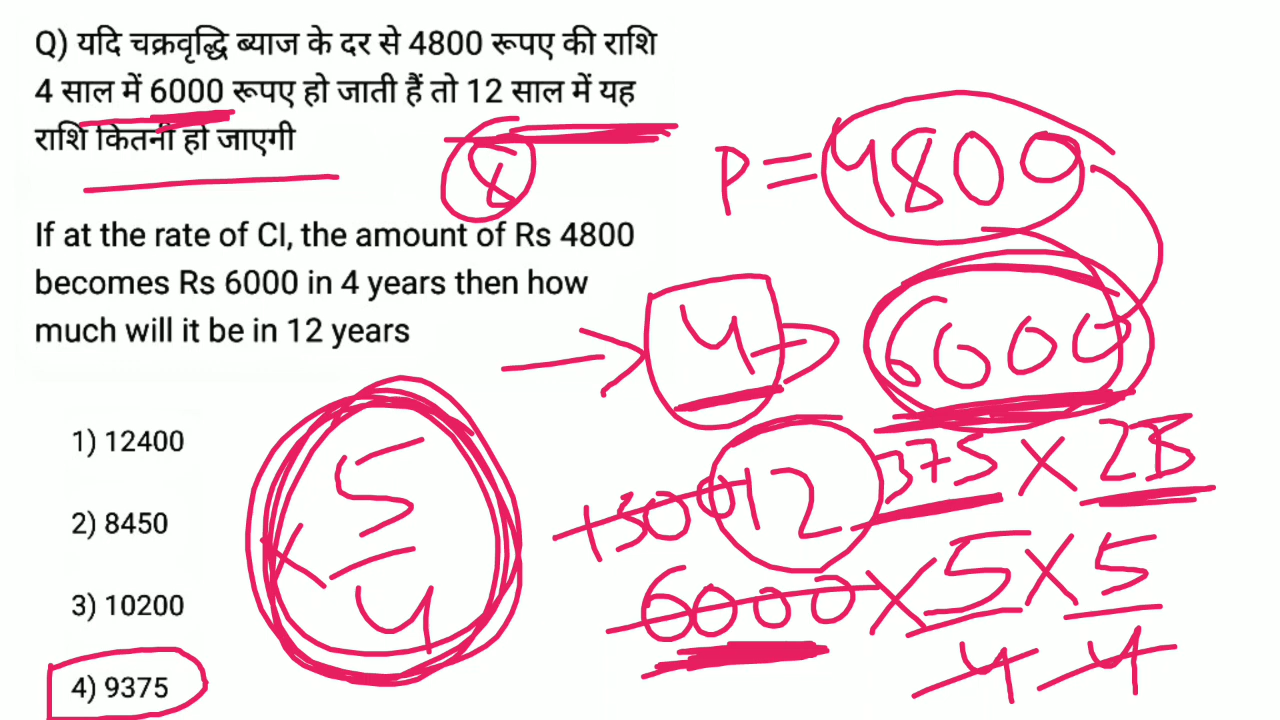 Q) यदि चक्रवृद्धि ब्याज के दर से 4800 रूपए की राशि
4 साल में 6000 रूपए हो जाती हैं तो 12 साल में यह
राशि कितनी हो जाएगी
8
P = 4800
If at the rate of CI, the amount of Rs 4800
becomes Rs 6000 in 4 years then how
much will it be in 12 years
4
6000
1) 12400
2) 8450
3) 10200
4) 9375
5
× —
4
1500
12
375 × 25
6000 × 5 × 5
4 4